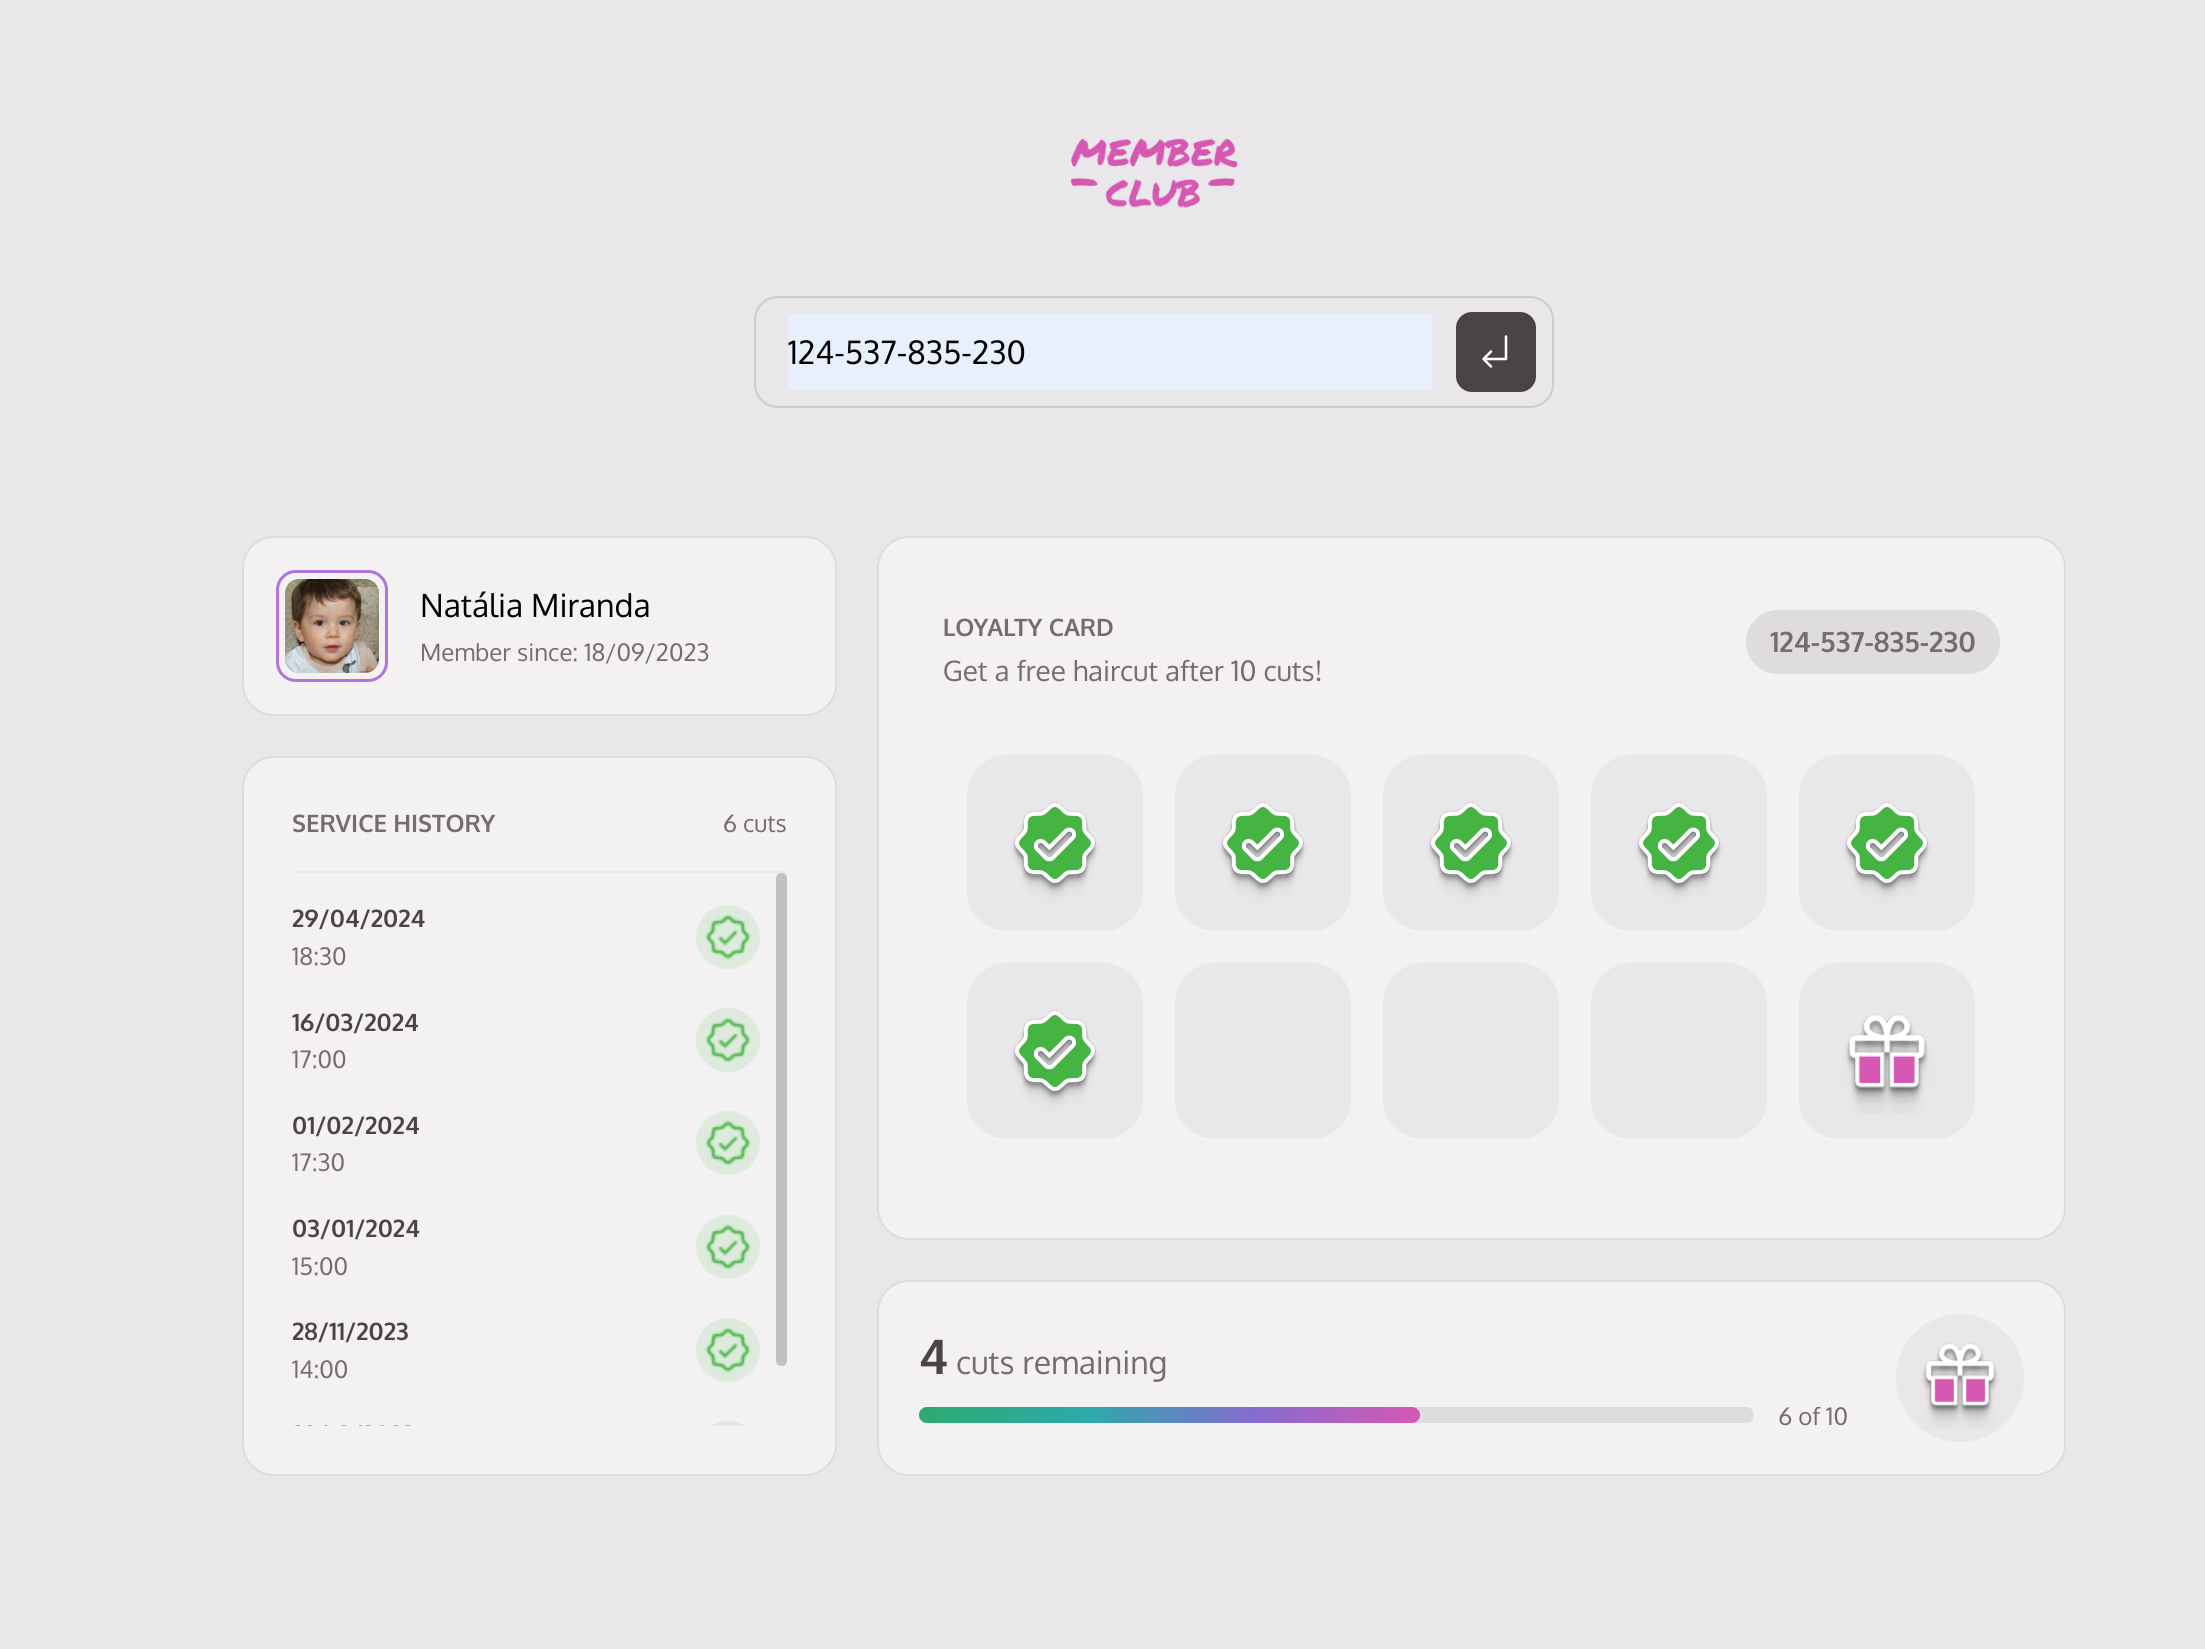 MEMBER
CLUB
124-537-835-230
Natália Miranda
Member since: 18/09/2023
SERVICE HISTORY
6 cuts
29/04/2024
18:30
16/03/2024
17:00
01/02/2024
17:30
03/01/2024
15:00
28/11/2023
14:00
LOYALTY CARD
Get a free haircut after 10 cuts!
124-537-835-230
4 cuts remaining
6 of 10